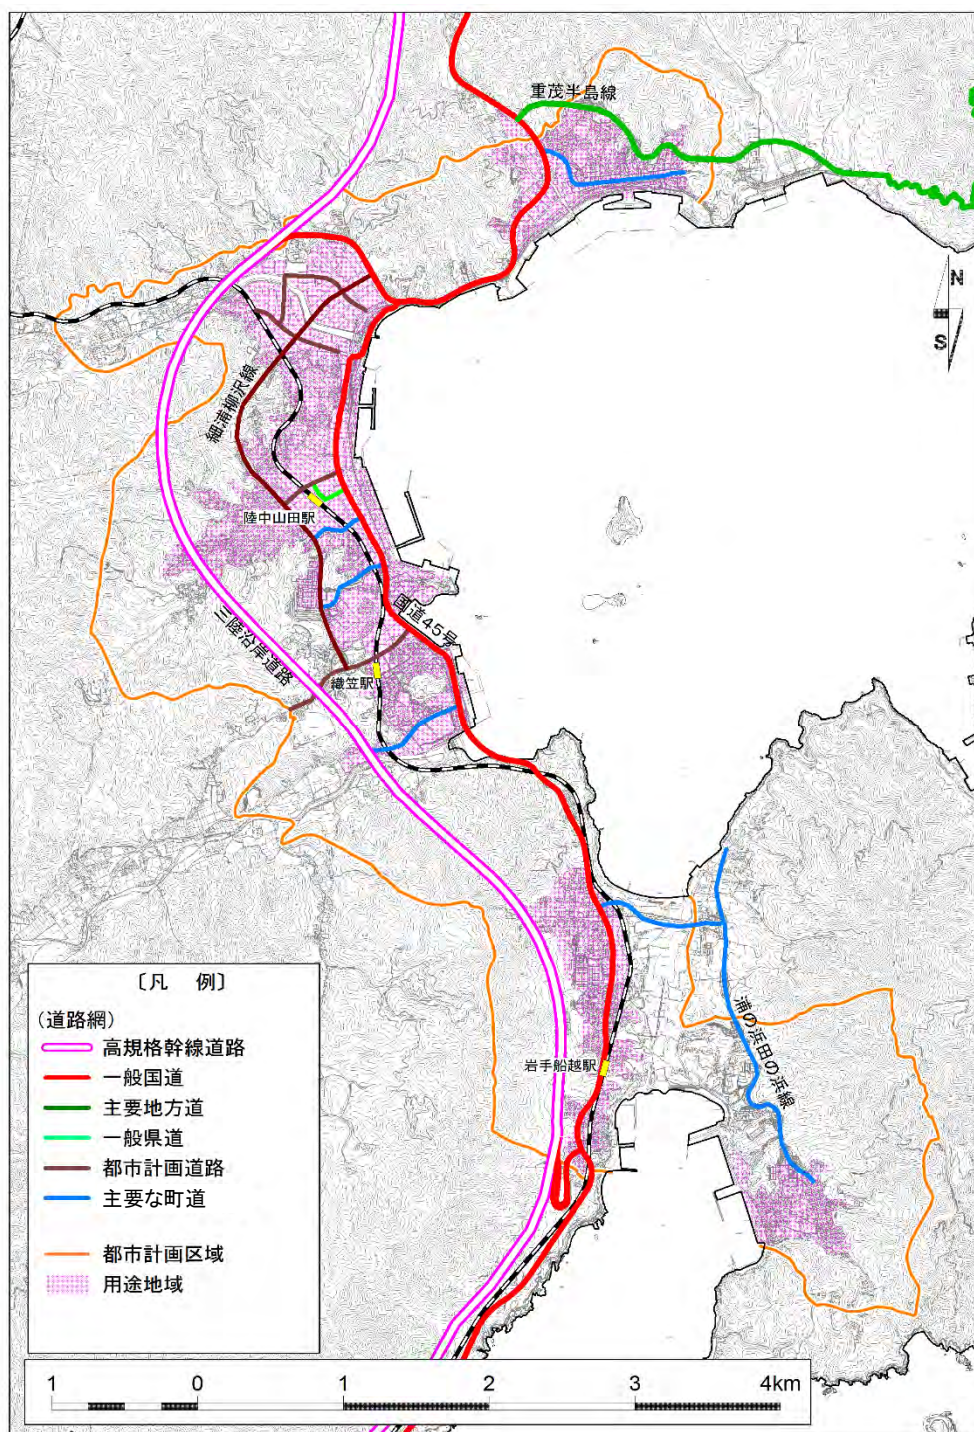 重茂半島線
N
S
細浦柳沢線
陸中山田駅
国道45号
三陸沿岸道路
織笠駅
浦の浜田の浜線
岩手船越駅
〔凡 例〕
(道路網)
高規格幹線道路
一般国道
主要地方道
一般県道
都市計画道路
主要な町道
都市計画区域
用途地域
1 0 1 2 3 4km